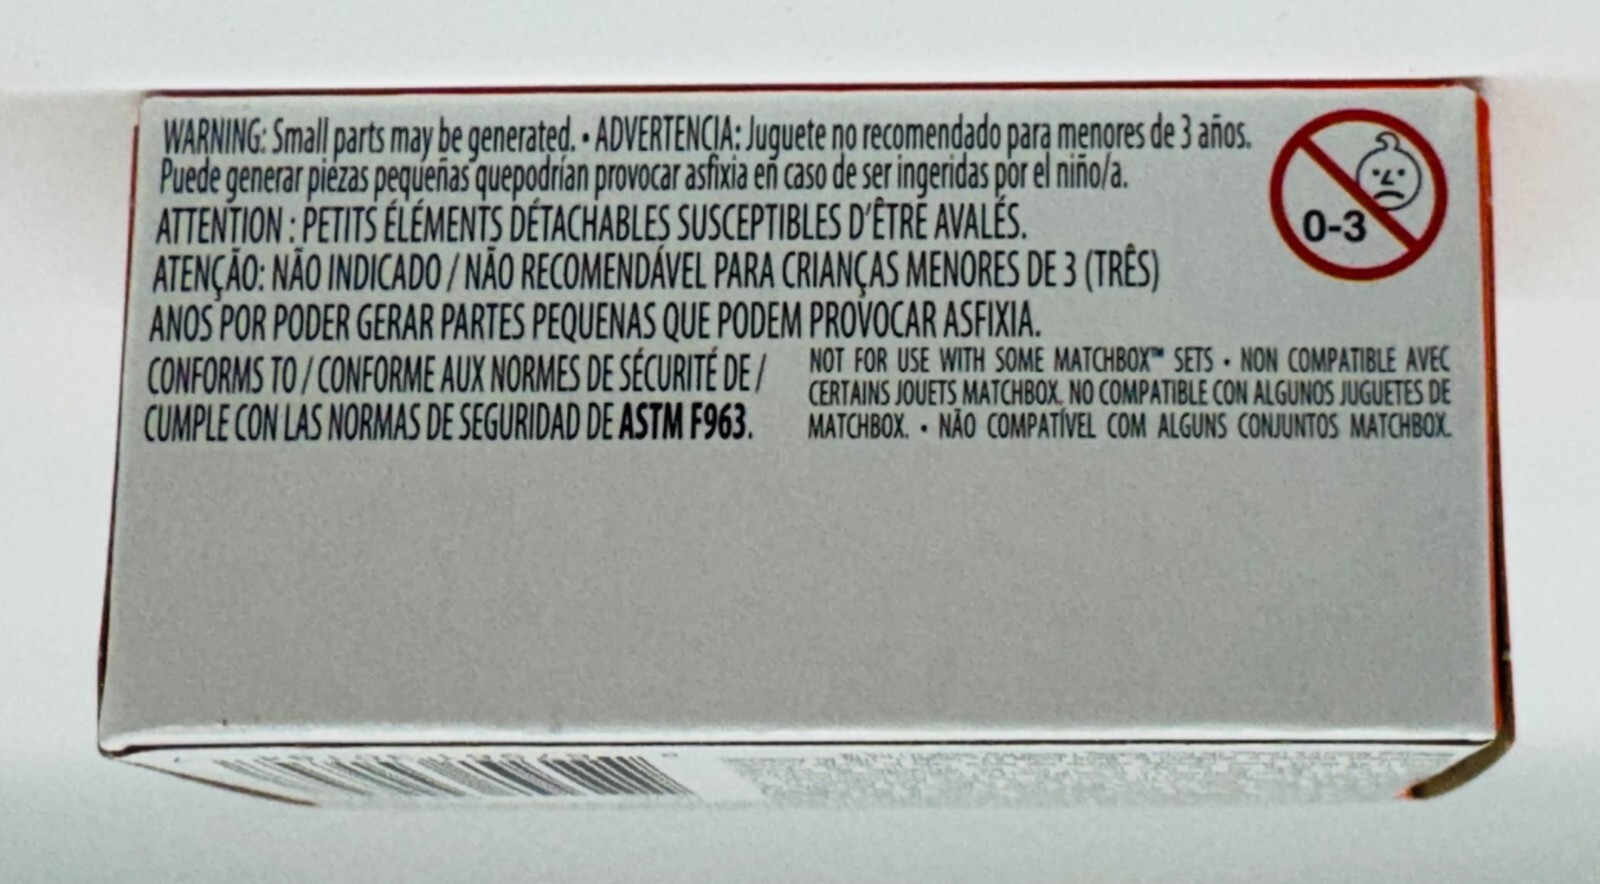 WARNING: Small parts may be generated. • ADVERTENCIA: Juguete no recomendado para menores de 3 años.
Puede generar piezas pequeñas quepodrían provocar asfixia en caso de ser ingeridas por el niño/a.
ATTENTION : PETITS ÉLÉMENTS DÉTACHABLES SUSCEPTIBLES D'ÊTRE AVALÉS.
ATENÇÃO: NÃO INDICADO / NÃO RECOMENDÁVEL PARA CRIANÇAS MENORES DE 3 (TRÊS)
ANOS POR PODER GERAR PARTES PEQUENAS QUE PODEM PROVOCAR ASFIXIA.
0-3
CONFORMS TO / CONFORME AUX NORMES DE SÉCURITÉ DE /
CUMPLE CON LAS NORMAS DE SEGURIDAD DE ASTM F963.
NOT FOR USE WITH SOME MATCHBOX™ SETS • NON COMPATIBLE AVEC
CERTAINS JOUETS MATCHBOX. NO COMPATIBLE CON ALGUNOS JUGUETES DE
MATCHBOX. • NÃO COMPATÍVEL COM ALGUNS CONJUNTOS MATCHBOX.